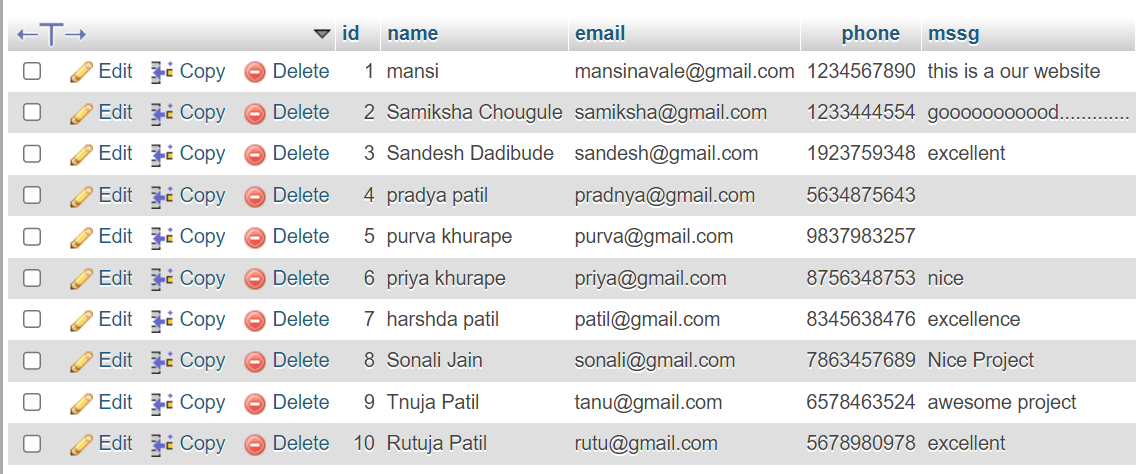 id name email phone mssg
Edit Copy Delete 1 mansi mansinavale@gmail.com 1234567890 this is a our website
Edit Copy Delete 2 Samiksha Chougule samiksha@gmail.com 1233444554 gooooooooood.............
Edit Copy Delete 3 Sandesh Dadibude sandesh@gmail.com 1923759348 excellent
Edit Copy Delete 4 pradya patil pradnya@gmail.com 5634875643
Edit Copy Delete 5 purva khurape purva@gmail.com 9837983257
Edit Copy Delete 6 priya khurape priya@gmail.com 8756348753 nice
Edit Copy Delete 7 harshda patil patil@gmail.com 8345638476 excellence
Edit Copy Delete 8 Sonali Jain sonali@gmail.com 7863457689 Nice Project
Edit Copy Delete 9 Tnuja Patil tanu@gmail.com 6578463524 awesome project
Edit Copy Delete 10 Rutuja Patil rutu@gmail.com 5678980978 excellent